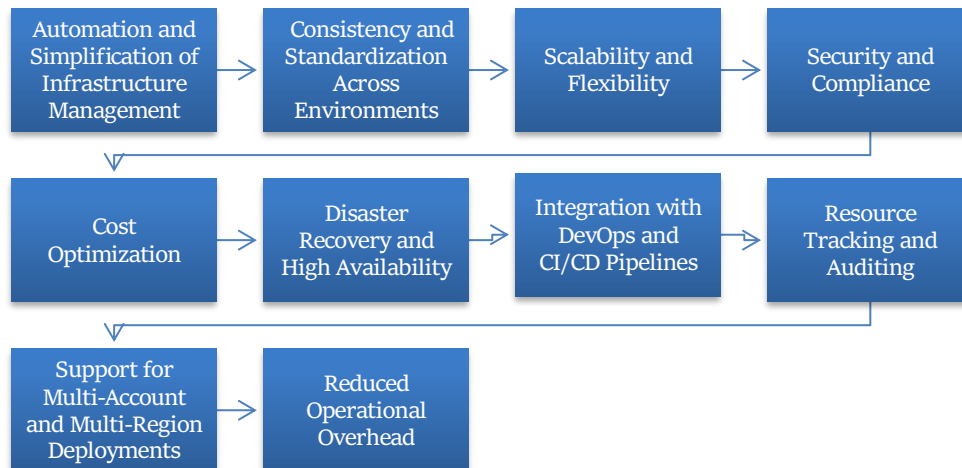 Automation and
Simplification of
Infrastructure
Management
Consistency and
Standardization
Across
Environments
Scalability and
Flexibility
Security and
Compliance
Cost
Optimization
Disaster
Recovery and
High Availability
Integration with
DevOps and
CI/CD Pipelines
Resource
Tracking and
Auditing
Support for
Multi-Account
and Multi-Region
Deployments
Reduced
Operational
Overhead